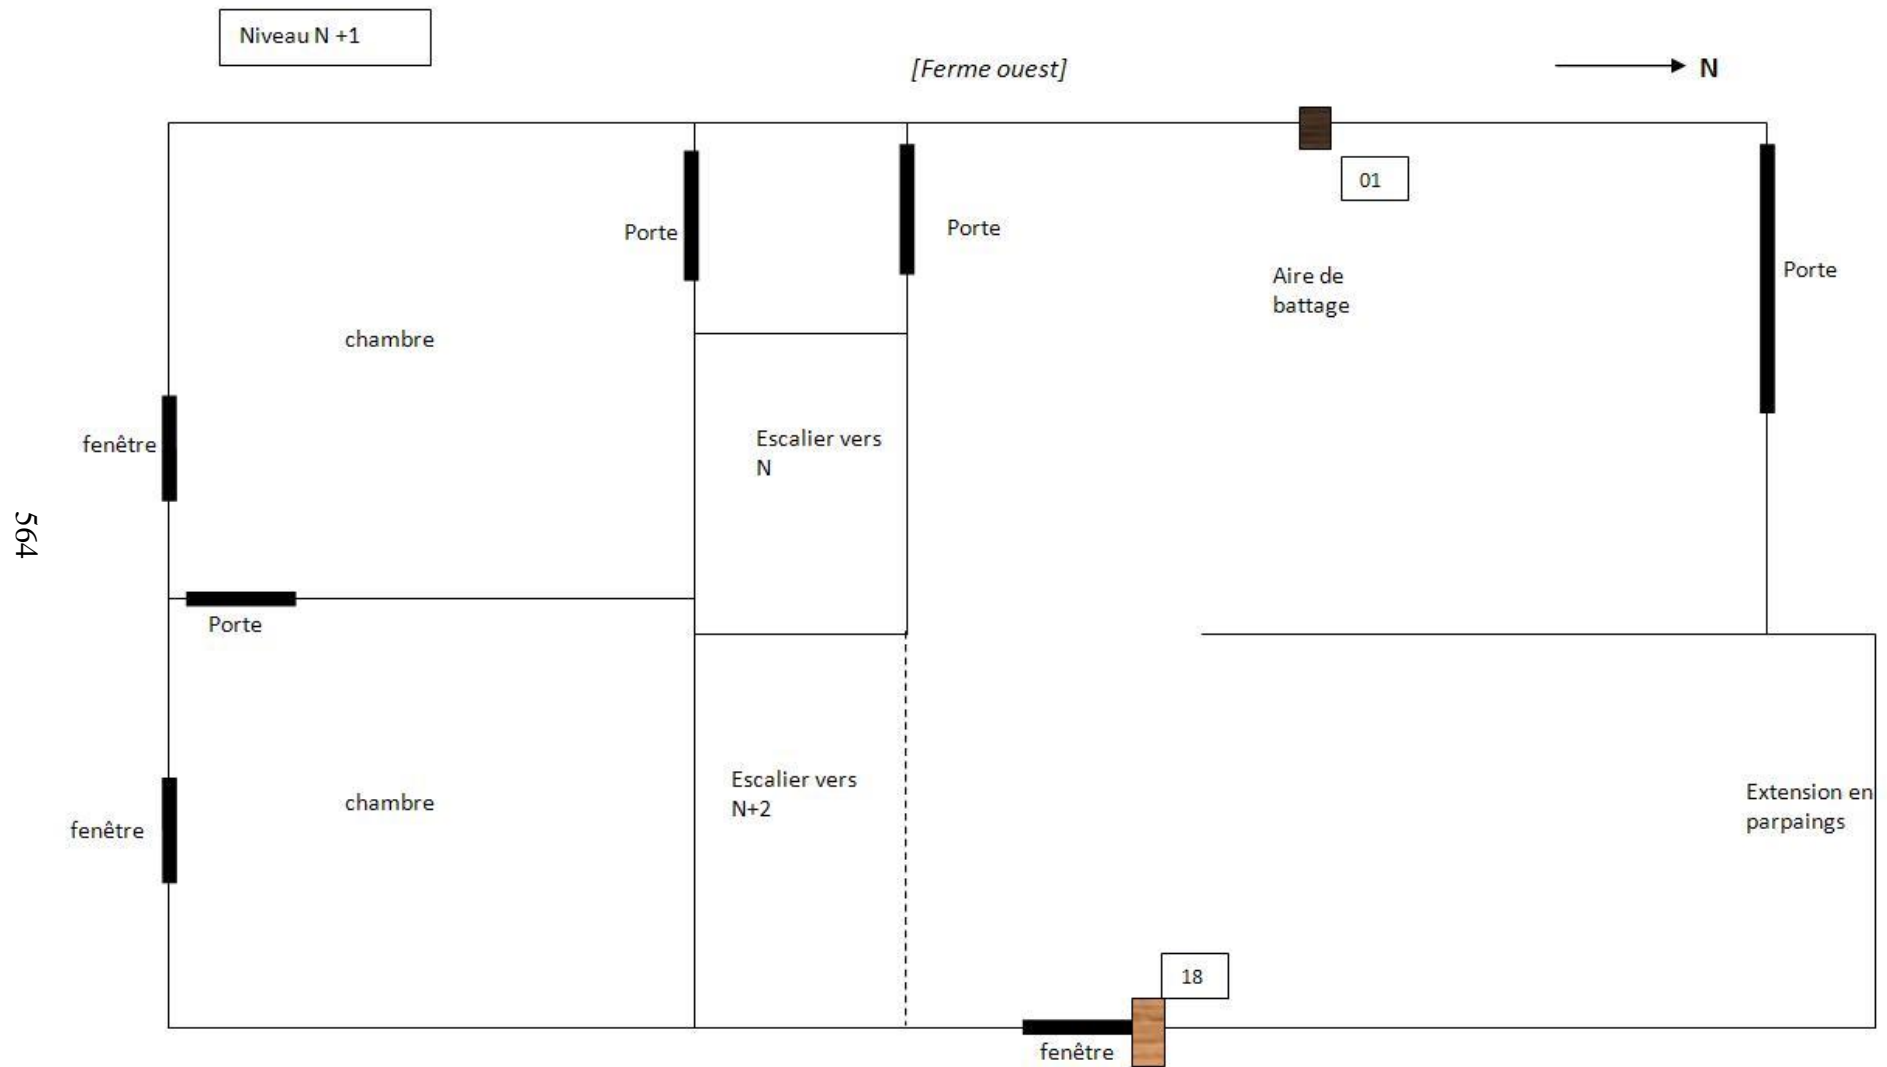 Niveau N +1
[Ferme ouest]
N
01
Porte
Porte
Aire de
battage
Porte
chambre
fenêtre
Escalier vers
N
564
Porte
chambre
fenêtre
Escalier vers
N+2
Extension en
parpaings
18
fenêtre